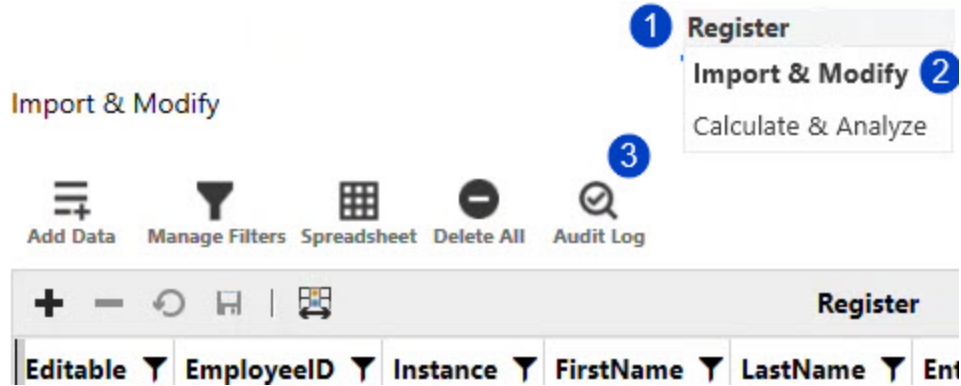 1 Register
Import & Modify 2
Import & Modify
Calculate & Analyze
3
Add Data Manage Filters Spreadsheet Delete All Audit Log
Register
Editable EmployeeID Instance FirstName LastName Ent